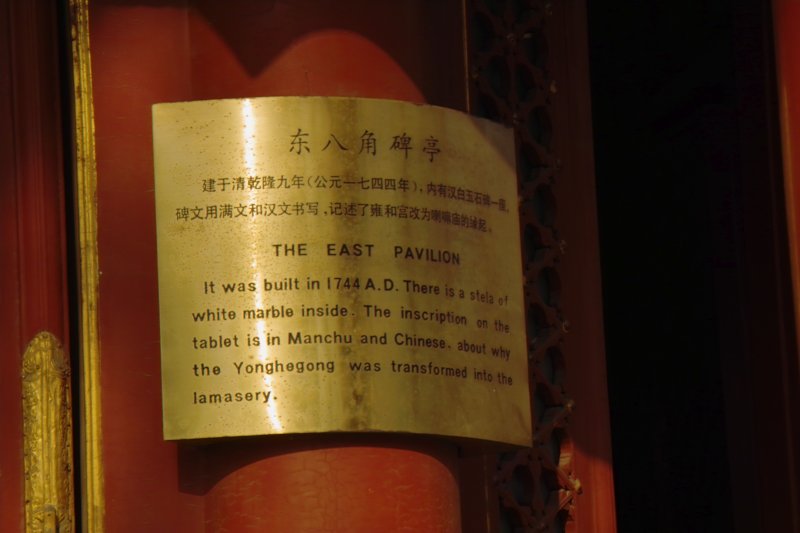 东八角碑亭
建于清乾隆九年(公元一七四四年),内有汉白玉石碑一座,
碑文用满文和汉文书写,记述了雍和宫改为喇嘛庙的缘起。
THE EAST PAVILION
It was built in 1744 A.D. There is a stela of
white marble inside. The inscription on the
tablet is in Manchu and Chinese, about why
the Yonghegong was transformed into the
lamasery.